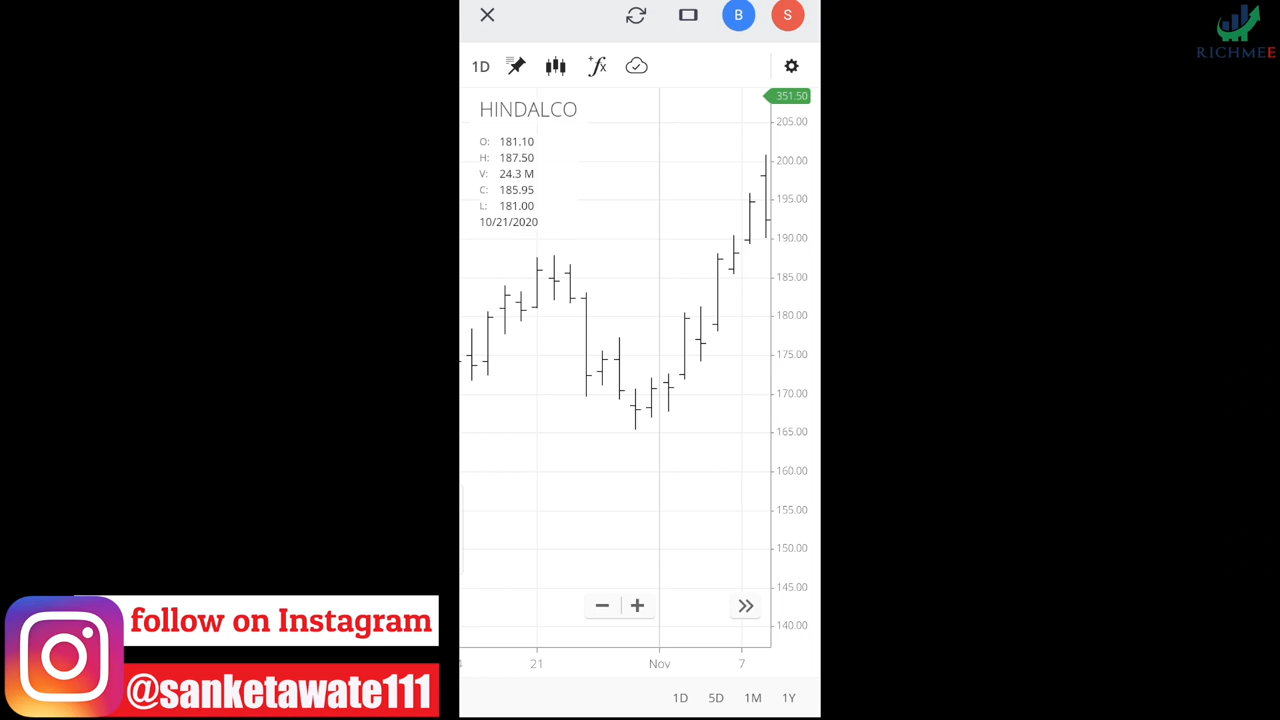 B
S
RICHMEE
1D
+fx
351.50
HINDALCO
205.00
O: 181.10
H: 187.50
200.00
V: 24.3 M
C: 185.95
195.00
L: 181.00
10/21/2020
190.00
185.00
180.00
175.00
170.00
165.00
160.00
155.00
150.00
145.00
140.00
follow on Instagram
21
Nov
7
@sanketawate111
1D
5D
1M
1Y